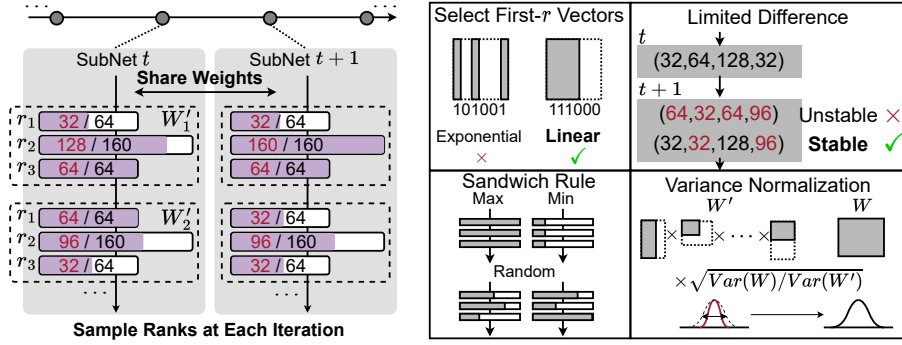 SubNet t
SubNet t + 1
Share Weights
r1 32 / 64 W′1 32 / 64
r2 128 / 160 160 / 160
r3 64 / 64 64 / 64
r1 64 / 64 W′2 32 / 64
r2 96 / 160 96 / 160
r3 32 / 64 32 / 64
Sample Ranks at Each Iteration
Select First-r Vectors
101001 111000
Exponential Linear
× ✓
Limited Difference
t
(32,64,128,32)
t + 1
(64,32,64,96) Unstable ×
(32,32,128,96) Stable ✓
Sandwich Rule
Max Min
Random
Variance Normalization
W′ W
× × ··· ×
×√Var(W)/Var(W′)